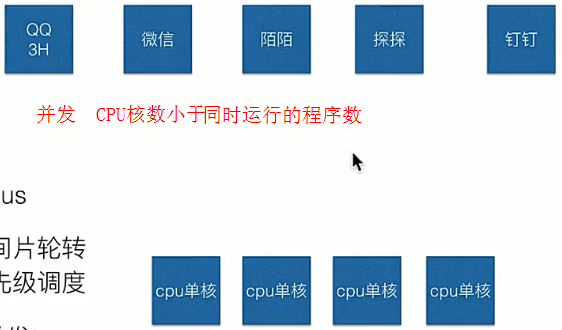 QQ
3H
微信
陌陌
探探
钉钉
并发 CPU核数小于同时运行的程序数
us
间片轮转
先级调度
cpu单核
cpu单核
cpu单核
cpu单核